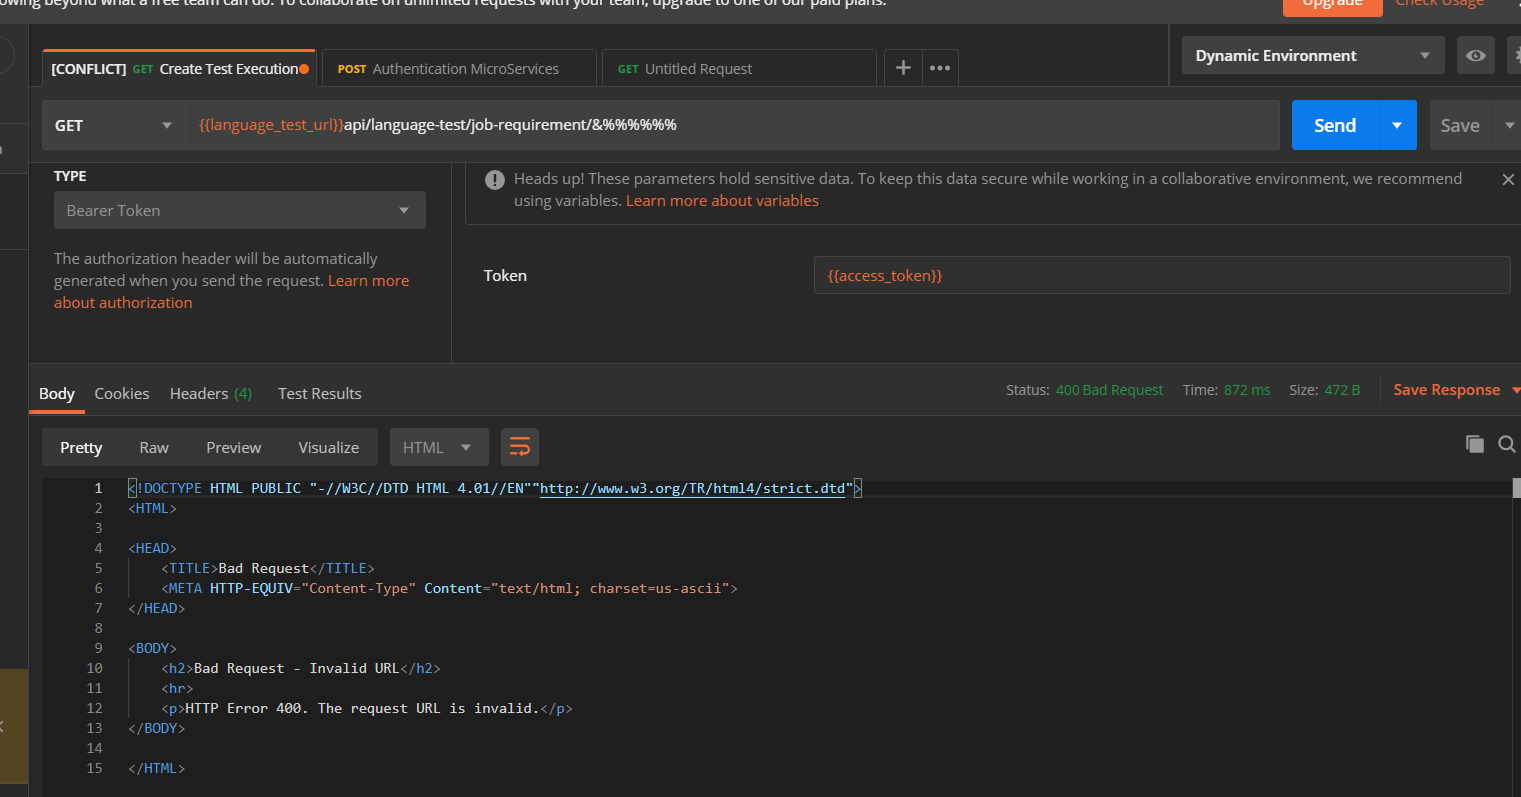 owing beyond what a free team can do. To collaborate on unlimited requests with your team, upgrade to one of our paid plans.
Upgrade
Check Usage
[CONFLICT] GET Create Test Execution
POST Authentication MicroServices
GET Untitled Request
Dynamic Environment
GET
{{language_test_url}}api/language-test/job-requirement/&%%%%%%
Send
Save
TYPE
Bearer Token
The authorization header will be automatically
generated when you send the request. Learn more
about authorization
Heads up! These parameters hold sensitive data. To keep this data secure while working in a collaborative environment, we recommend
using variables. Learn more about variables
Token
{{access_token}}
Body Cookies Headers (4) Test Results
Status: 400 Bad Request Time: 872 ms Size: 472 B
Save Response
Pretty Raw Preview Visualize HTML
1 <!DOCTYPE HTML PUBLIC "-//W3C//DTD HTML 4.01//EN""http://www.w3.org/TR/html4/strict.dtd">
2 <HTML>
3
4 <HEAD>
5 <TITLE>Bad Request</TITLE>
6 <META HTTP-EQUIV="Content-Type" Content="text/html; charset=us-ascii">
7 </HEAD>
8
9 <BODY>
10 <h2>Bad Request - Invalid URL</h2>
11 <hr>
12 <p>HTTP Error 400. The request URL is invalid.</p>
13 </BODY>
14
15 </HTML>